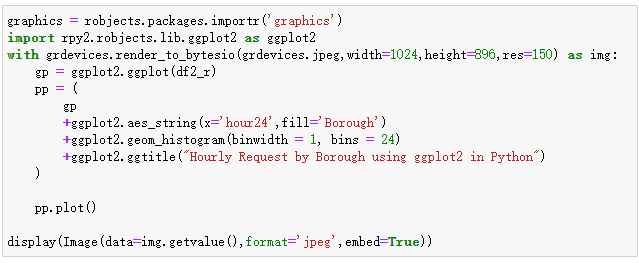 graphics = robjects.packages.importr('graphics')
import rpy2.robjects.lib.ggplot2 as ggplot2
with grdevices.render_to_bytesio(grdevices.jpeg,width=1024,height=896,res=150) as img:
    gp = ggplot2.ggplot(df2_r)
    pp = (
        gp
        +ggplot2.aes_string(x='hour24',fill='Borough')
        +ggplot2.geom_histogram(binwidth = 1, bins = 24)
        +ggplot2.ggtitle("Hourly Request by Borough using ggplot2 in Python")
    )
    pp.plot()
display(Image(data=img.getvalue(),format='jpeg',embed=True))